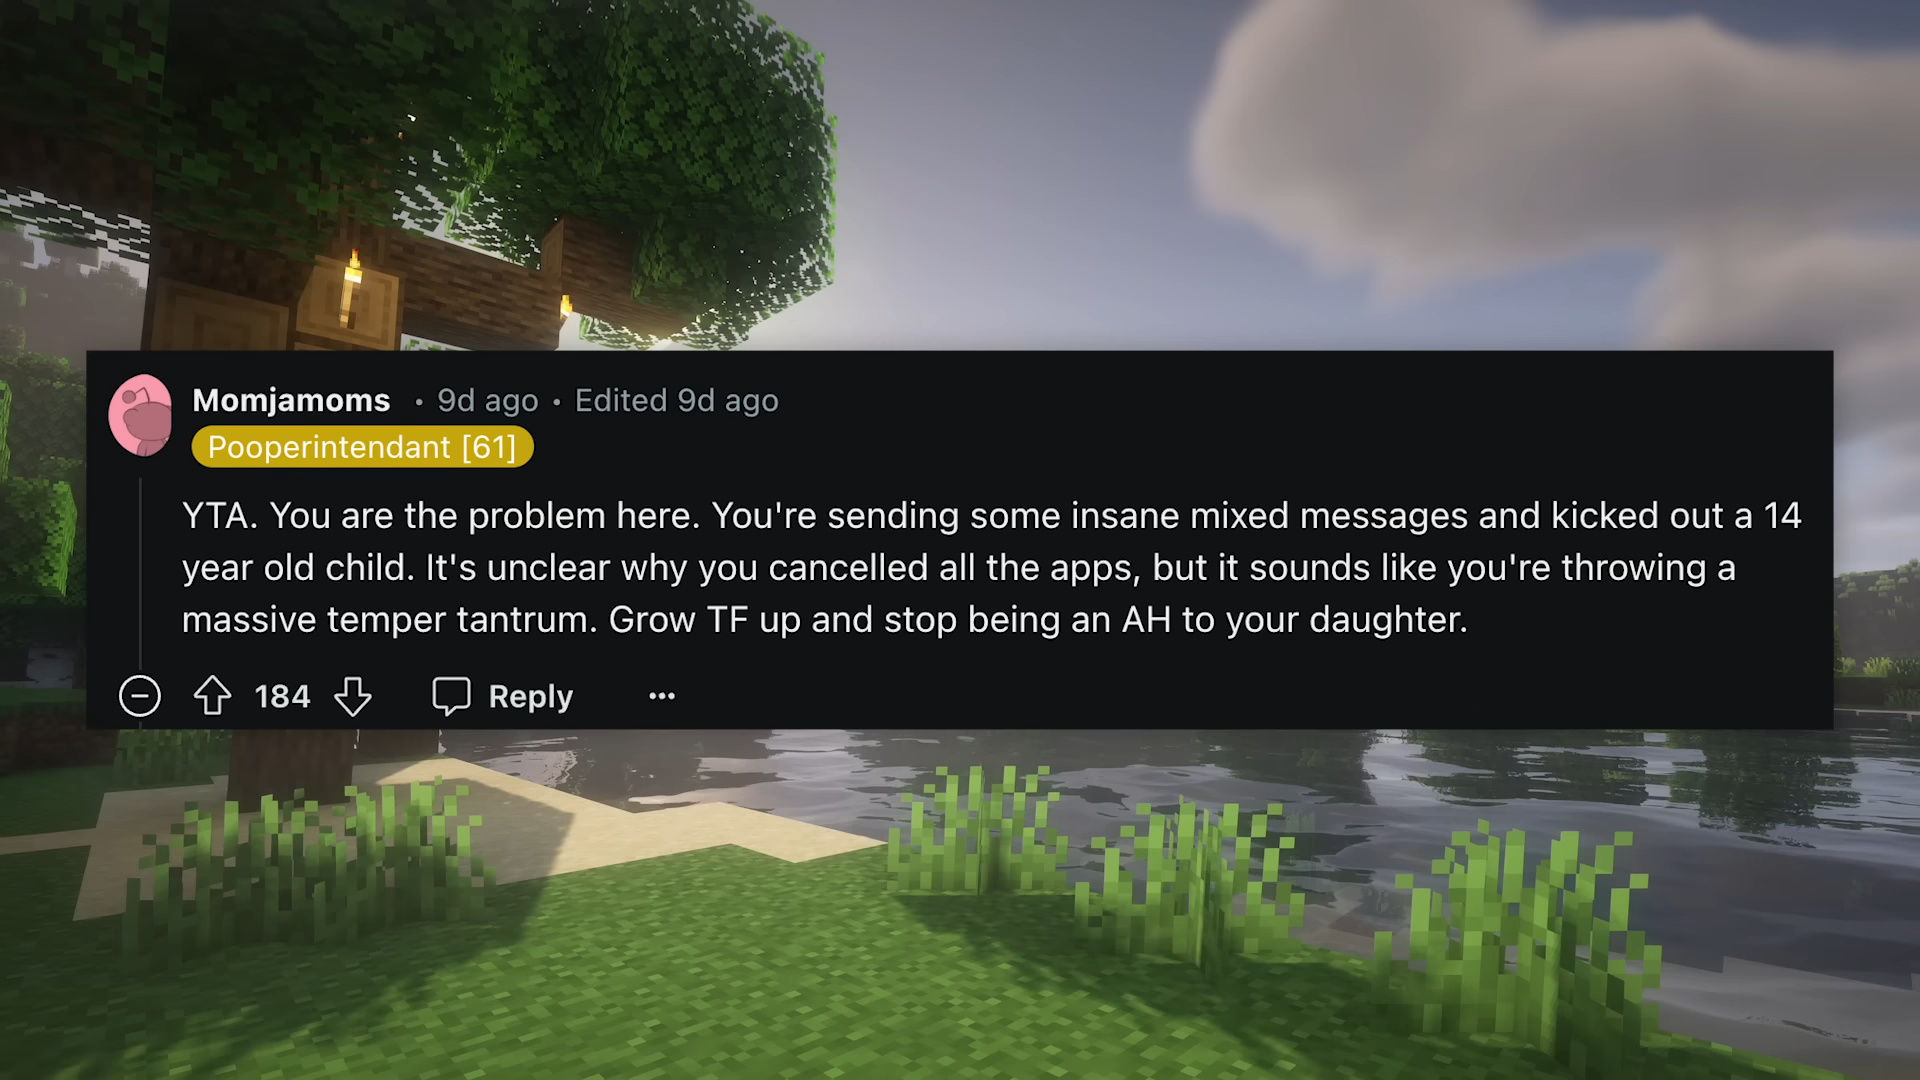 Momjamoms • 9d ago • Edited 9d ago
Pooperintendant [61]
YTA. You are the problem here. You're sending some insane mixed messages and kicked out a 14
year old child. It's unclear why you cancelled all the apps, but it sounds like you're throwing a
massive temper tantrum. Grow TF up and stop being an AH to your daughter.
184 Reply ...